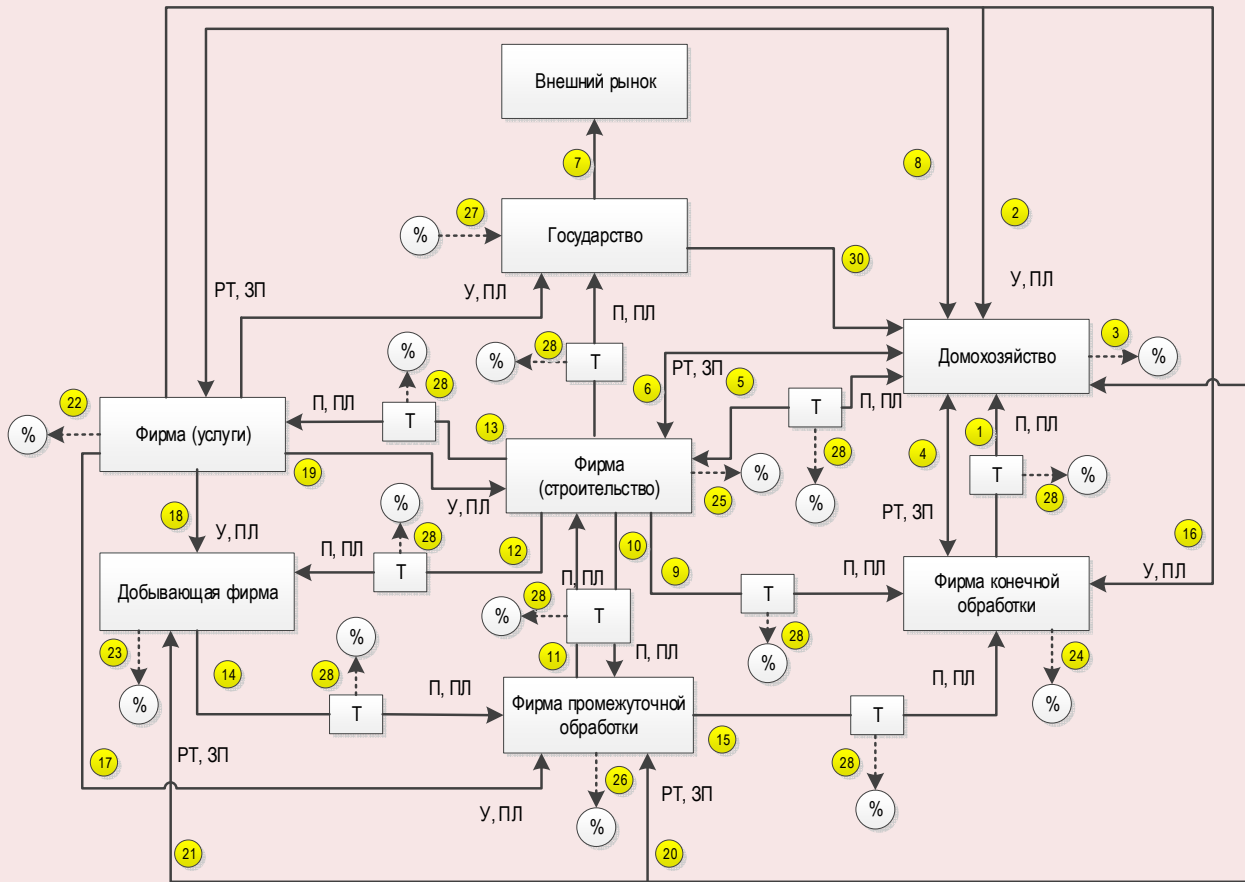 Внешний рынок
7
8
2
%
27
Государство
30
РТ, ЗП
У, ПЛ
П, ПЛ
У, ПЛ
%
28
Т
%
28
6
РТ, ЗП
5
Домохозяйство
3
%
22
%
Фирма (услуги)
П, ПЛ
Т
13
Т
П, ПЛ
4
1
П, ПЛ
19
Фирма
(строительство)
%
25
28
%
Т
28
%
18
У, ПЛ
%
28
У, ПЛ
12
10
9
РТ, ЗП
16
У, ПЛ
Добывающая фирма
П, ПЛ
Т
П, ПЛ
28
%
Т
Т
28
%
П, ПЛ
Фирма конечной
обработки
23
%
14
%
28
Т
П, ПЛ
11
П, ПЛ
24
%
П, ПЛ
Фирма промежуточной
обработки
15
Т
28
%
17
РТ, ЗП
У, ПЛ
26
%
РТ, ЗП
21
20